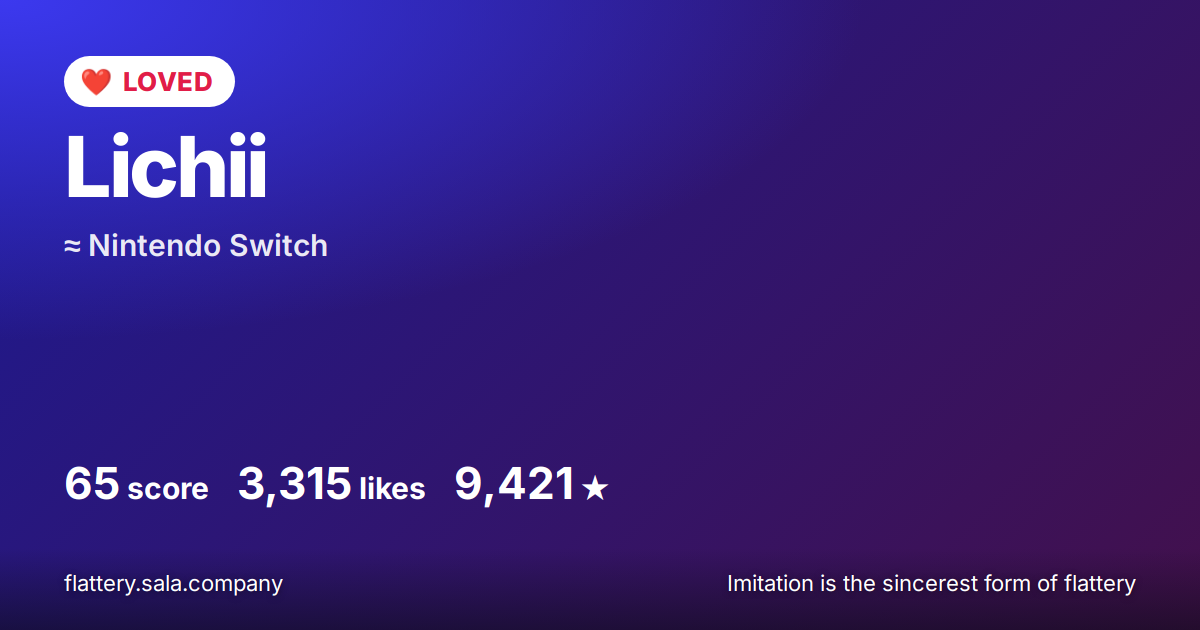 ❤️ LOVED
Lichii
≈ Nintendo Switch
65 score 3,315 likes 9,421 ★
flattery.sala.company
Imitation is the sincerest form of flattery